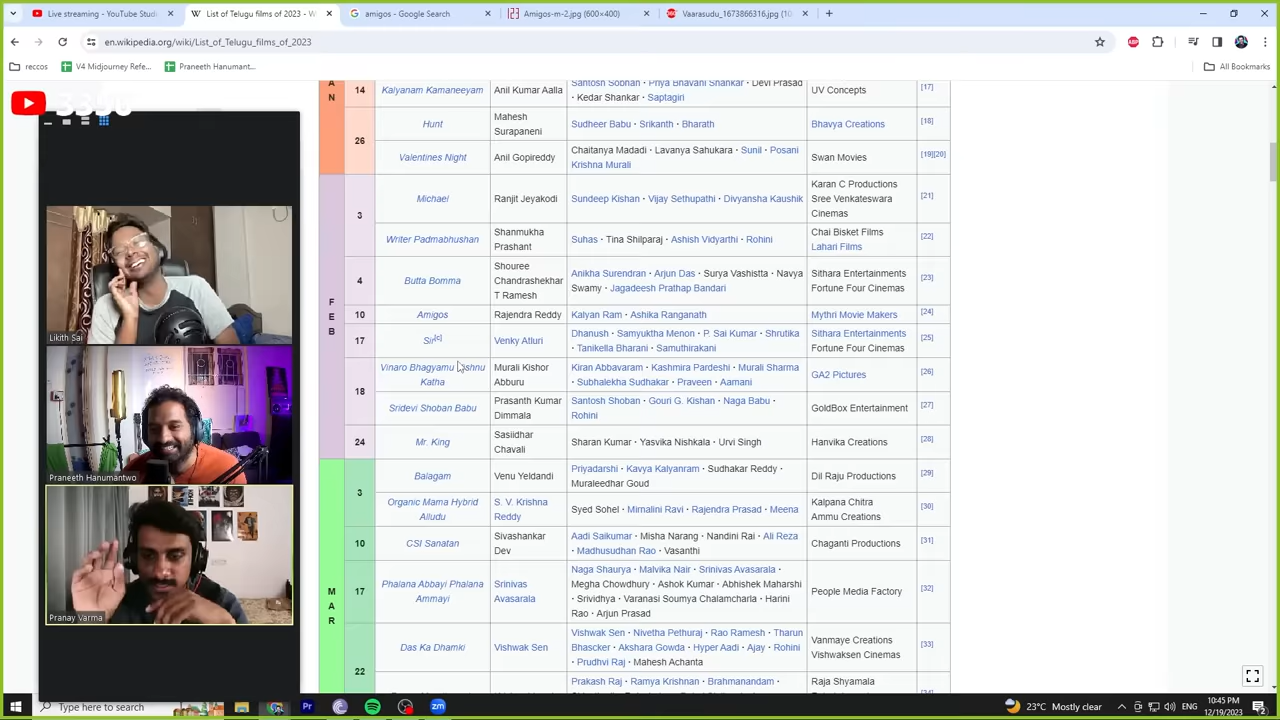 Live streaming - YouTube Studi
List of Telugu films of 2023 - W
amigos - Google Search
Amigos-m-2.jpg (600×400)
Vaarasudu_1673866316.jpg (10
en.wikipedia.org/wiki/List_of_Telugu_films_of_2023
reccos
V4 Midjourney Refe...
Praneeth Hanumant...
All Bookmarks
A
N
14
Kalyanam Kamaneeyam
Anil Kumar Aalla
Santosh Sobhan · Priya Bhavani Shankar · Devi Prasad
· Kedar Shankar · Saptagiri
UV Concepts
[17]
26
Hunt
Mahesh
Surapaneni
Sudheer Babu · Srikanth · Bharath
Bhavya Creations
[18]
Valentines Night
Anil Gopireddy
Chaitanya Madadi · Lavanya Sahukara · Sunil · Posani
Krishna Murali
Swan Movies
[19][20]
F
E
B
3
Michael
Ranjit Jeyakodi
Sundeep Kishan · Vijay Sethupathi · Divyansha Kaushik
Karan C Productions
Sree Venkateswara
Cinemas
[21]
Writer Padmabhushan
Shanmukha
Prashant
Suhas · Tina Shilparaj · Ashish Vidyarthi · Rohini
Chai Bisket Films
Lahari Films
[22]
4
Butta Bomma
Shouree
Chandrashekhar
T Ramesh
Anikha Surendran · Arjun Das · Surya Vashistta · Navya
Swamy · Jagadeesh Prathap Bandari
Sithara Entertainments
Fortune Four Cinemas
[23]
10
Amigos
Rajendra Reddy
Kalyan Ram · Ashika Ranganath
Mythri Movie Makers
[24]
17
Sir[c]
Venky Atluri
Dhanush · Samyuktha Menon · P. Sai Kumar · Shrutika
· Tanikella Bharani · Samuthirakani
Sithara Entertainments
Fortune Four Cinemas
[25]
18
Vinaro Bhagyamu Vishnu
Katha
Murali Kishor
Abburu
Kiran Abbavaram · Kashmira Pardeshi · Murali Sharma
· Subhalekha Sudhakar · Praveen · Aamani
GA2 Pictures
[26]
Sridevi Shoban Babu
Prasanth Kumar
Dimmala
Santosh Shoban · Gouri G. Kishan · Naga Babu ·
Rohini
GoldBox Entertainment
[27]
24
Mr. King
Sasiidhar
Chavali
Sharan Kumar · Yasvika Nishkala · Urvi Singh
Hanvika Creations
[28]
M
A
R
3
Balagam
Venu Yeldandi
Priyadarshi · Kavya Kalyanram · Sudhakar Reddy ·
Muraleedhar Goud
Dil Raju Productions
[29]
Organic Mama Hybrid
Alludu
S. V. Krishna
Reddy
Syed Sohel · Mirnalini Ravi · Rajendra Prasad · Meena
Kalpana Chitra
Ammu Creations
[30]
10
CSI Sanatan
Sivashankar
Dev
Aadi Saikumar · Misha Narang · Nandini Rai · Ali Reza
· Madhusudhan Rao · Vasanthi
Chaganti Productions
[31]
17
Phalana Abbayi Phalana
Ammayi
Srinivas
Avasarala
Naga Shaurya · Malvika Nair · Srinivas Avasarala ·
Megha Chowdhury · Ashok Kumar · Abhishek Maharshi
· Srividhya · Varanasi Soumya Chalamcharla · Harini
Rao · Arjun Prasad
People Media Factory
[32]
22
Das Ka Dhamki
Vishwak Sen
Vishwak Sen · Nivetha Pethuraj · Rao Ramesh · Tharun
Bhascker · Akshara Gowda · Hyper Aadi · Ajay · Rohini
· Prudhvi Raj · Mahesh Achanta
Vanmaye Creations
Vishwaksen Cinemas
[33]
Prakash Raj · Ramya Krishnan · Brahmanandam ·
Raja Shyamala
Likith Sai
Praneeth Hanumantwo
Pranay Varma
Type here to search
Pr
zm
23°C Mostly clear
ENG
10:45 PM
12/19/2023
2